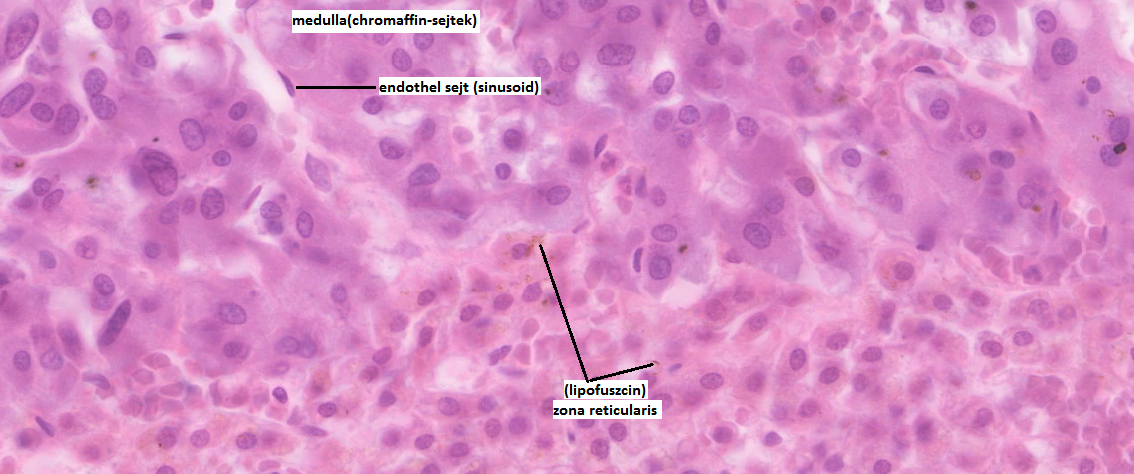 medulla(chromaffin-sejtek)
endothel sejt (sinusoid)
(lipofuszcin)
zona reticularis